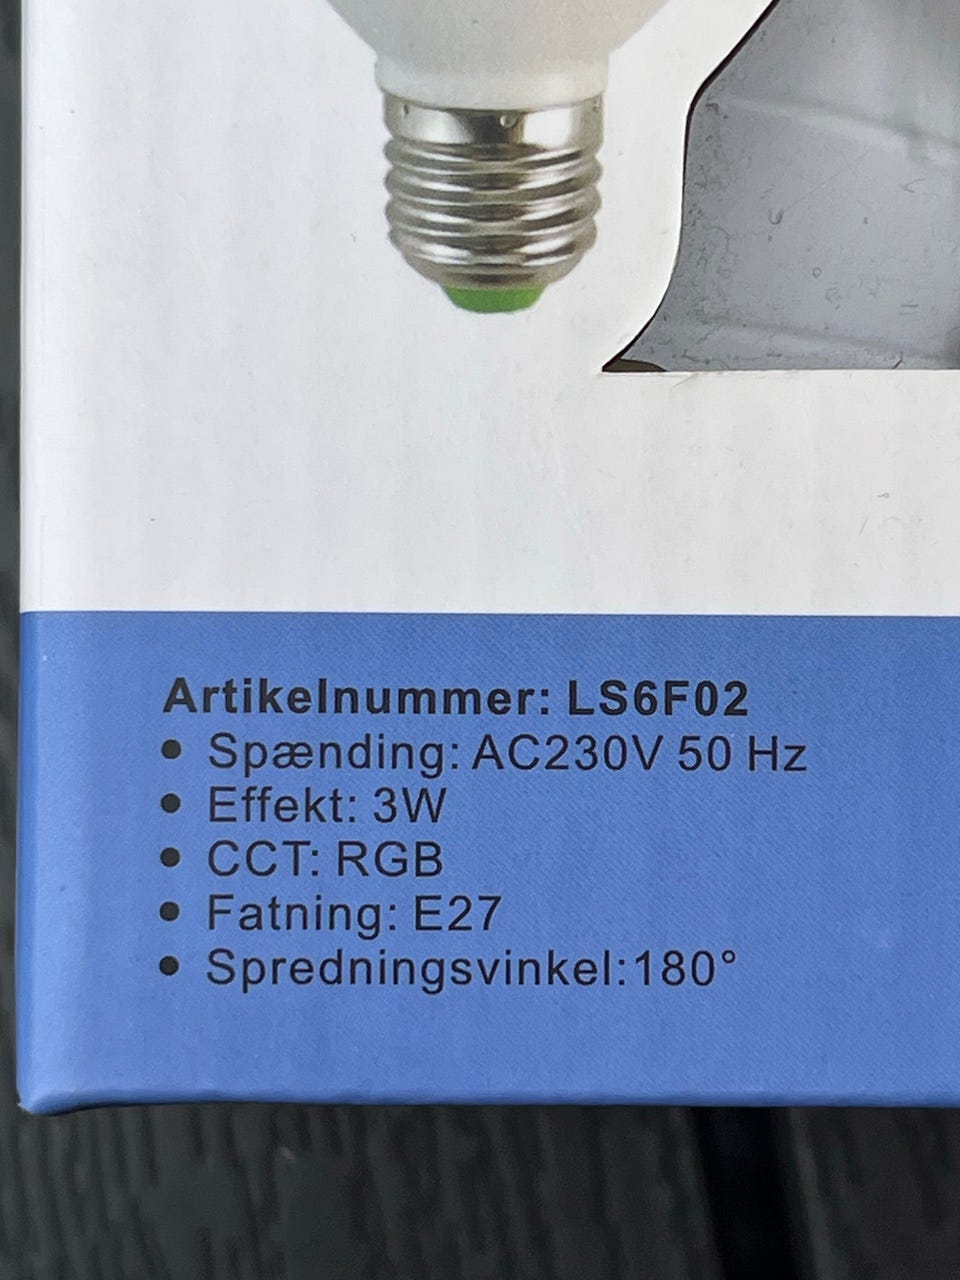 Artikelnummer: LS6F02
• Spænding: AC230V 50 Hz
• Effekt: 3W
• CCT: RGB
• Fatning: E27
• Spredningsvinkel:180°